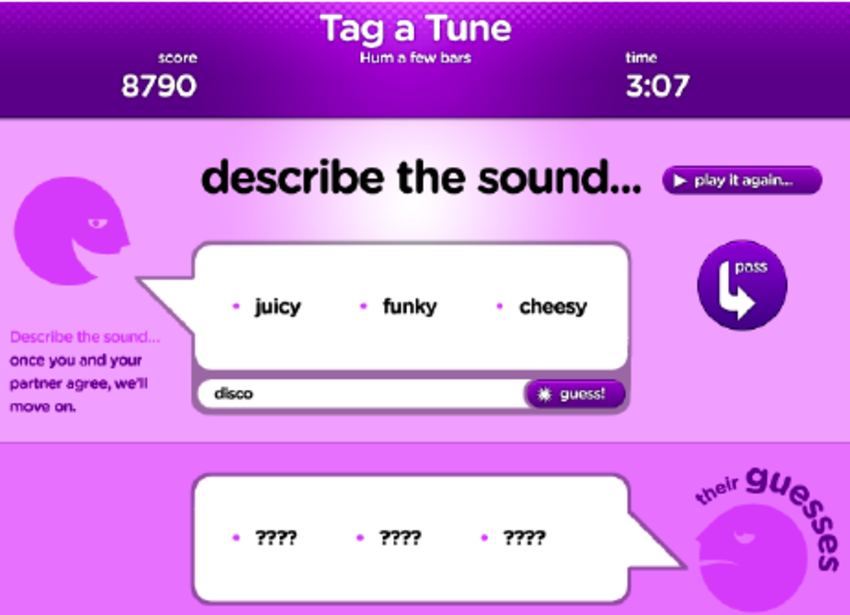 Tag a Tune
Hum a few bars
score
8790
time
3:07
describe the sound...
play it again...
juicy funky cheesy
pass
Describe the sound...
once you and your
partner agree, we'll
move on.
disco
guess!
their guesses
???? ???? ????